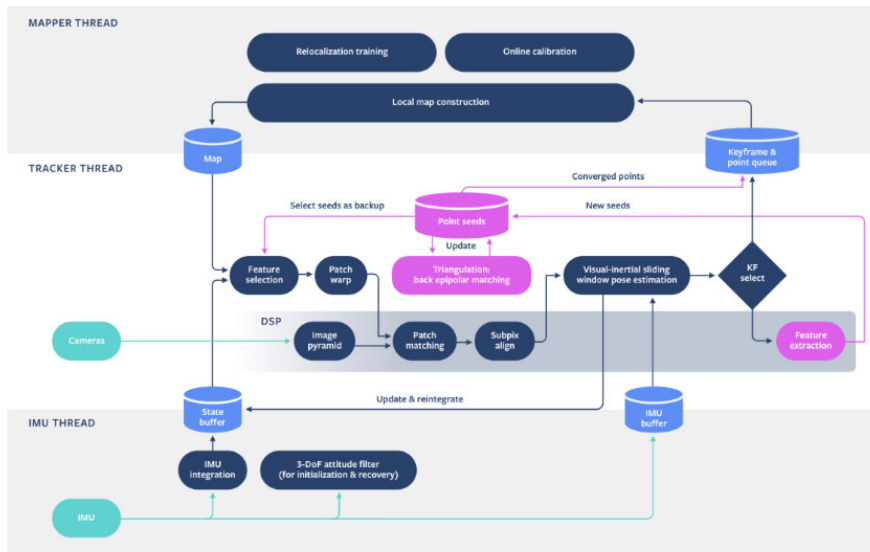 MAPPER THREAD
Relocalization training
Online calibration
Local map construction
Map
Keyframe &
point queue
TRACKER THREAD
Converged points
Select seeds as backup
Point seeds
New seeds
Update
Feature
selection
Patch
warp
Triangulation:
back epipolar matching
Visual-inertial sliding
window pose estimation
KF
select
DSP
Cameras
Image
pyramid
Patch
matching
Subpix
align
Feature
extraction
Update & reintegrate
State
buffer
IMU
buffer
IMU THREAD
IMU
integration
3-DoF attitude filter
(for initialization & recovery)
IMU